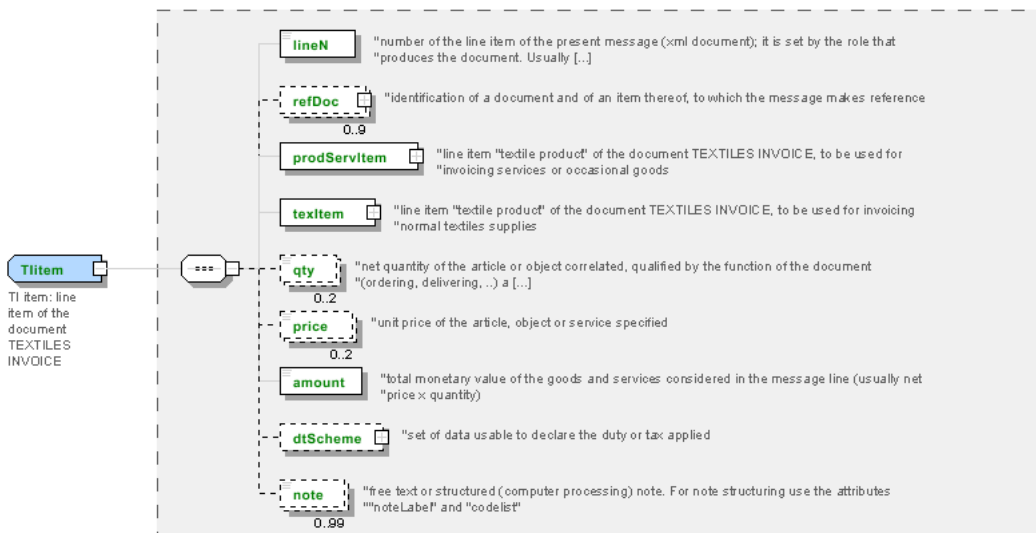 lineN
"number of the line item of the present message (xml document); it is set by the role that
"produces the document. Usually [...]
refDoc
"identification of a document and of an item thereof, to which the message makes reference
0..9
prodServItem
"line item "textile product" of the document TEXTILES INVOICE, to be used for
"invoicing services or occasional goods
texItem
"line item "textile product" of the document TEXTILES INVOICE, to be used for invoicing
"normal textiles supplies
TIitem
TI item: line
item of the
document
TEXTILES
INVOICE
qty
"net quantity of the article or object correlated, qualified by the function of the document
"(ordering, delivering, ..) a [...]
0..2
price
"unit price of the article, object or service specified
0..2
amount
"total monetary value of the goods and services considered in the message line (usually net
"price x quantity)
dtScheme
"set of data usable to declare the duty or tax applied
note
"free text or structured (computer processing) note. For note structuring use the attributes
""noteLabel" and "codelist"
0..99